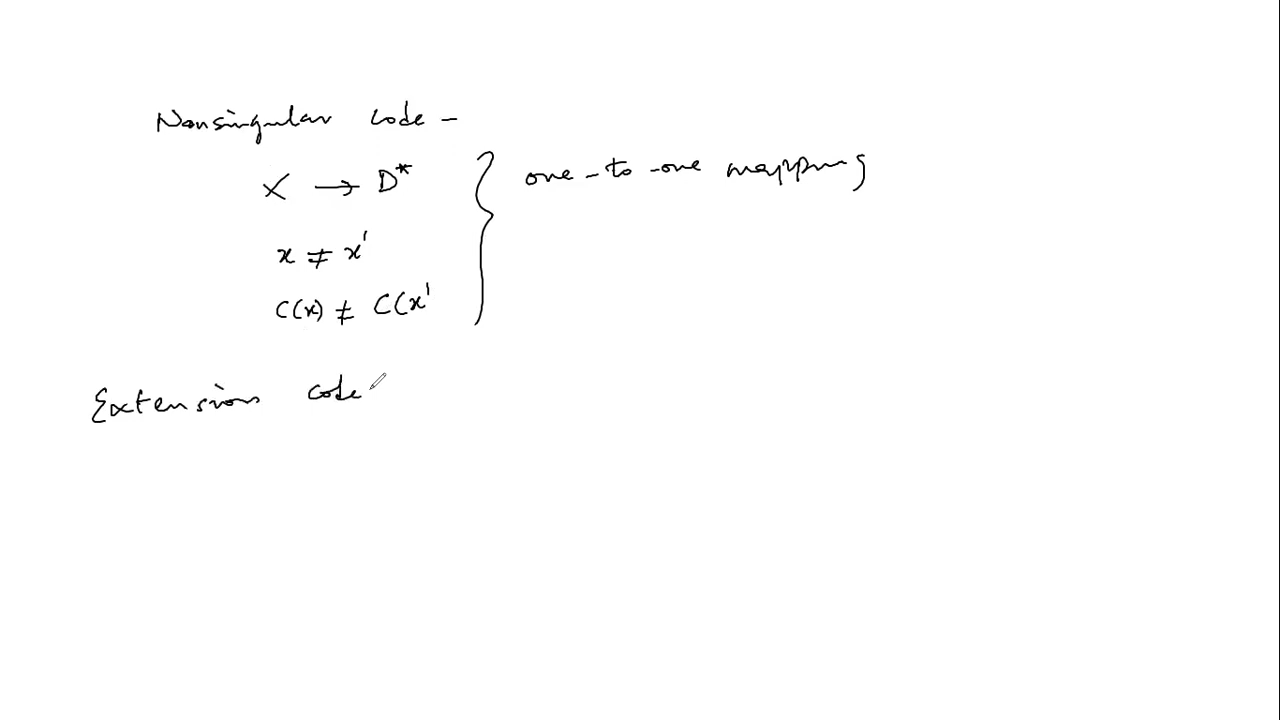 Nonsingular code -
X → D* } one-to-one mapping
x ≠ x'
C(x) ≠ C(x'
Extension code